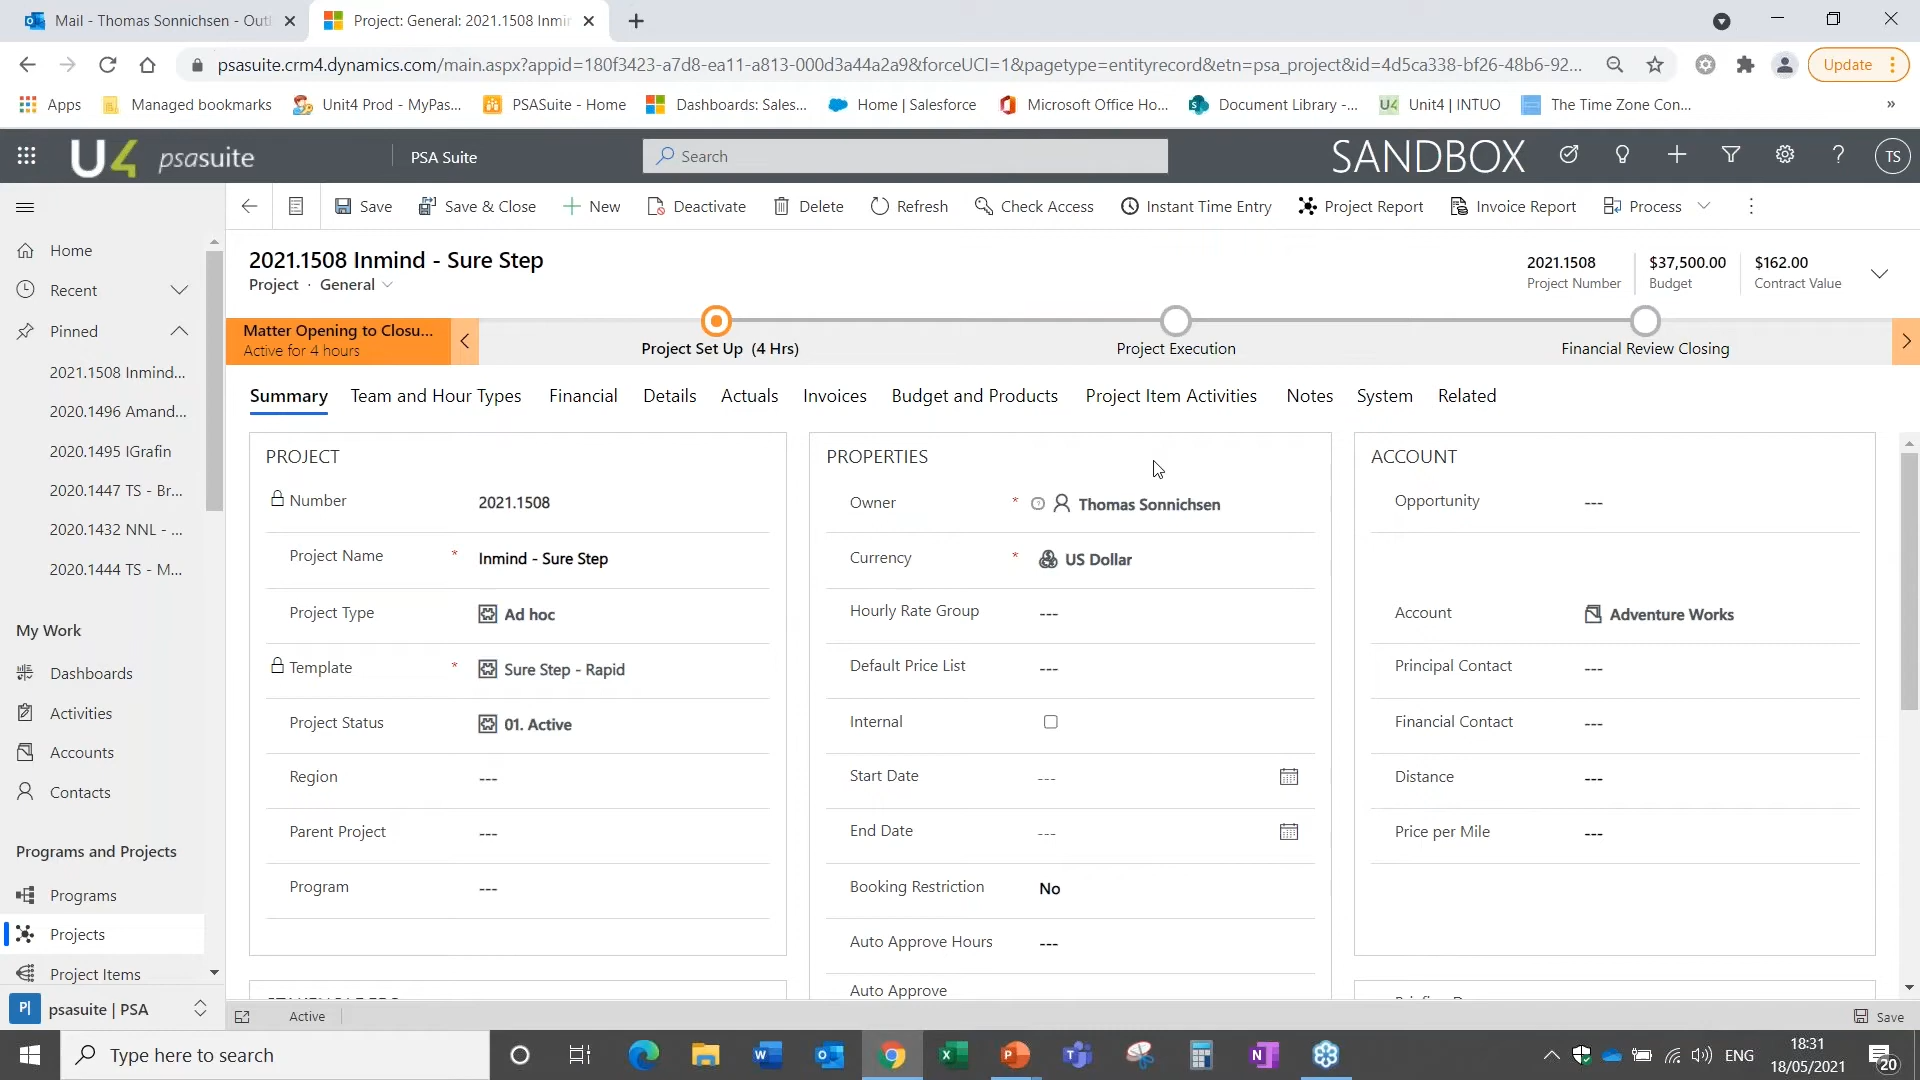 Mail - Thomas Sonnichsen - Outl
Project: General: 2021.1508 Inmin
psasuite.crm4.dynamics.com/main.aspx?appid=180f3423-a7d8-ea11-a813-000d3a44a2a9&forceUCI=1&pagetype=entityrecord&etn=psa_project&id=4d5ca338-bf26-48b6-92...
Update
Apps
Managed bookmarks
Unit4 Prod - MyPas...
PSASuite - Home
Dashboards: Sales...
Home | Salesforce
Microsoft Office Ho...
Document Library -...
U4 Unit4 | INTUO
The Time Zone Con...
»
U4 psasuite
PSA Suite
Search
SANDBOX
?
TS
Save
Save & Close
New
Deactivate
Delete
Refresh
Check Access
Instant Time Entry
Project Report
Invoice Report
Process
Home
Recent
Pinned
2021.1508 Inmind...
2020.1496 Amand...
2020.1495 IGrafin
2020.1447 TS - Br...
2020.1432 NNL - ...
2020.1444 TS - M...
My Work
Dashboards
Activities
Accounts
Contacts
Programs and Projects
Programs
Projects
Project Items
P| psasuite | PSA
2021.1508 Inmind - Sure Step
Project · General
2021.1508
Project Number
$37,500.00
Budget
$162.00
Contract Value
Matter Opening to Closu...
Active for 4 hours
Project Set Up (4 Hrs)
Project Execution
Financial Review Closing
Summary
Team and Hour Types
Financial
Details
Actuals
Invoices
Budget and Products
Project Item Activities
Notes
System
Related
PROJECT
Number 2021.1508
Project Name * Inmind - Sure Step
Project Type Ad hoc
Template * Sure Step - Rapid
Project Status 01. Active
Region ---
Parent Project ---
Program ---
PROPERTIES
Owner * Thomas Sonnichsen
Currency * US Dollar
Hourly Rate Group ---
Default Price List ---
Internal
Start Date ---
End Date ---
Booking Restriction No
Auto Approve Hours ---
Auto Approve
ACCOUNT
Opportunity ---
Account Adventure Works
Principal Contact ---
Financial Contact ---
Distance ---
Price per Mile ---
Active
Save
Type here to search
ENG
18:31
18/05/2021
20